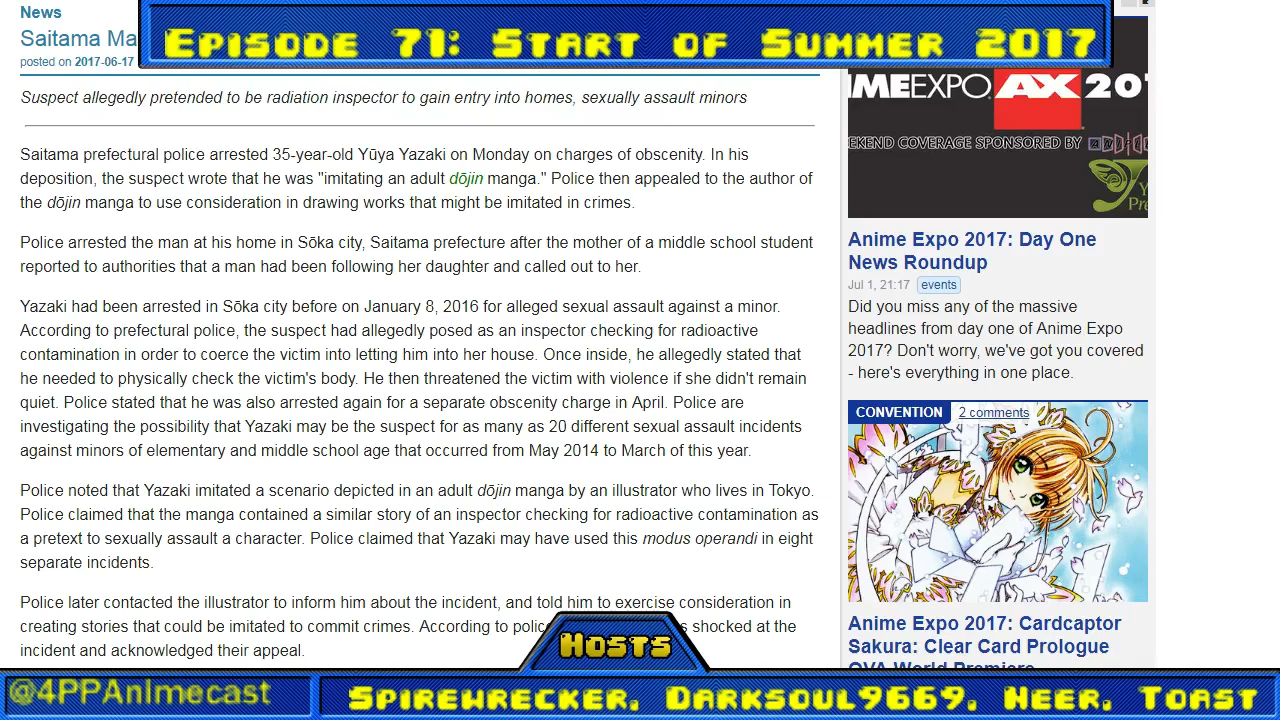 News
Episode 71: Start of Summer 2017
Saitama Ma
posted on 2017-06-17
Suspect allegedly pretended to be radiation inspector to gain entry into homes, sexually assault minors
Saitama prefectural police arrested 35-year-old Yūya Yazaki on Monday on charges of obscenity. In his
deposition, the suspect wrote that he was "imitating an adult dōjin manga." Police then appealed to the author of
the dōjin manga to use consideration in drawing works that might be imitated in crimes.
Police arrested the man at his home in Sōka city, Saitama prefecture after the mother of a middle school student
reported to authorities that a man had been following her daughter and called out to her.
Yazaki had been arrested in Sōka city before on January 8, 2016 for alleged sexual assault against a minor.
According to prefectural police, the suspect had allegedly posed as an inspector checking for radioactive
contamination in order to coerce the victim into letting him into her house. Once inside, he allegedly stated that
he needed to physically check the victim's body. He then threatened the victim with violence if she didn't remain
quiet. Police stated that he was also arrested again for a separate obscenity charge in April. Police are
investigating the possibility that Yazaki may be the suspect for as many as 20 different sexual assault incidents
against minors of elementary and middle school age that occurred from May 2014 to March of this year.
Police noted that Yazaki imitated a scenario depicted in an adult dōjin manga by an illustrator who lives in Tokyo.
Police claimed that the manga contained a similar story of an inspector checking for radioactive contamination as
a pretext to sexually assault a character. Police claimed that Yazaki may have used this modus operandi in eight
separate incidents.
Police later contacted the illustrator to inform him about the incident, and told him to exercise consideration in
creating stories that could be imitated to commit crimes. According to polic s shocked at the
incident and acknowledged their appeal.
IMEEXPO. AX 201
EKEND COVERAGE SPONSORED BY
Anime Expo 2017: Day One
News Roundup
Jul 1, 21:17 events
Did you miss any of the massive
headlines from day one of Anime Expo
2017? Don't worry, we've got you covered
- here's everything in one place.
CONVENTION 2 comments
Anime Expo 2017: Cardcaptor
Sakura: Clear Card Prologue
OVA World Premiere
Hosts
@4PPAnImecast
Spirewrecker, Darksoul9669, Neer, Toast